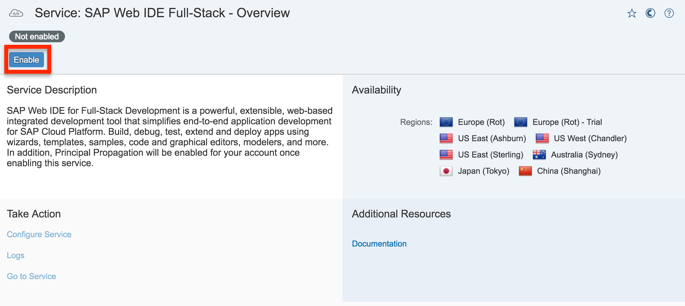 Service: SAP Web IDE Full-Stack - Overview
Not enabled
Enable
Service Description
SAP Web IDE for Full-Stack Development is a powerful, extensible, web-based
integrated development tool that simplifies end-to-end application development
for SAP Cloud Platform. Build, debug, test, extend and deploy apps using
wizards, templates, samples, code and graphical editors, modelers, and more.
In addition, Principal Propagation will be enabled for your account once
enabling this service.
Availability
Regions: Europe (Rot) Europe (Rot) - Trial
US East (Ashburn) US West (Chandler)
US East (Sterling) Australia (Sydney)
Japan (Tokyo) China (Shanghai)
Take Action
Configure Service
Logs
Go to Service
Additional Resources
Documentation